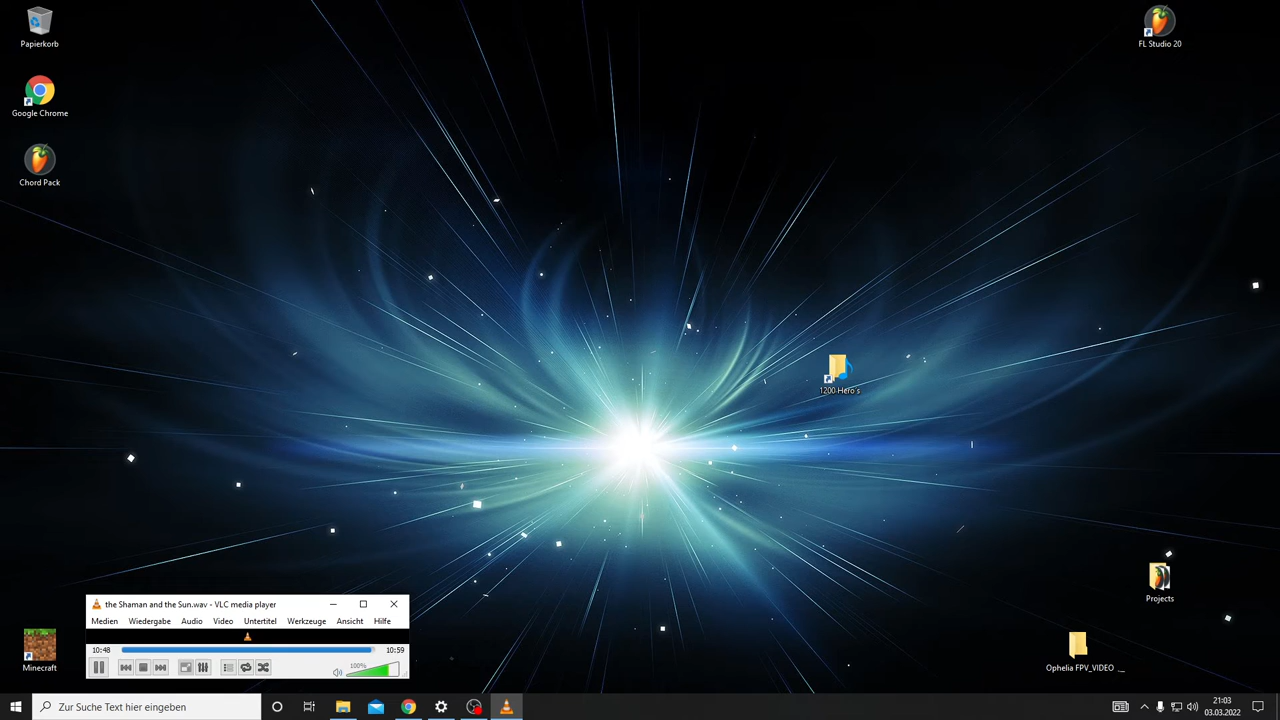 Papierkorb
FL Studio 20
Google Chrome
Chord Pack
1200 Hero's
Projects
Minecraft
Ophelia FPV_VIDEO __
the Shaman and the Sun.wav - VLC media player
Medien Wiedergabe Audio Video Untertitel Werkzeuge Ansicht Hilfe
10:48 10:59
100%
Zur Suche Text hier eingeben
21:03
03.03.2022